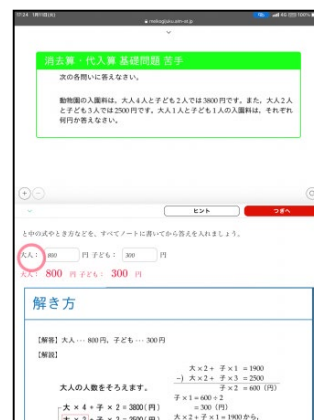 消去算・代入算 基礎問題 苦手
次の各問いに答えなさい。
動物園の入園料は、大人4人と子ども2人では3800円です。また、大人2人
と子ども3人では2500円です。大人1人と子ども1人の入園料は、それぞれ
何円か答えなさい。
ヒント
つぎへ
と中の式やとき方などを、すべてノートに書いてから答えを入れましょう。
大人： 800 円 子ども： 300 円
大人： 800 円 子ども： 300 円
解き方
【解答】大人… 800円，子ども… 300円
【解説】
大人の人数をそろえます。
大 × 4 + 子 × 2 = 3800(円)
大 × 2 + 子 × 3 = 2500(円)
大×2 + 子×1 = 1900
−) 大×2 + 子×3 = 2500
子×2 = 600 (円)
子×1 = 600÷2
= 300 (円)
大×2 + 子×1 = 1900から，